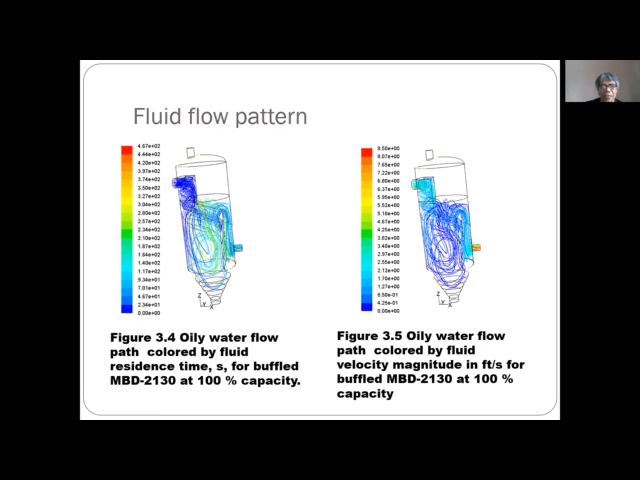 Fluid flow pattern
4.67e+02
4.44e+02
4.20e+02
3.97e+02
3.74e+02
3.50e+02
3.27e+02
3.04e+02
2.80e+02
2.57e+02
2.34e+02
2.10e+02
1.87e+02
1.64e+02
1.40e+02
1.17e+02
9.34e+01
7.01e+01
4.67e+01
2.34e+01
0.00e+00
Z
Y
X
8.50e+00
8.07e+00
7.65e+00
7.22e+00
6.80e+00
6.37e+00
5.95e+00
5.52e+00
5.10e+00
4.67e+00
4.25e+00
3.82e+00
3.40e+00
2.97e+00
2.55e+00
2.12e+00
1.70e+00
1.27e+00
8.50e-01
4.25e-01
0.00e+00
Z
Y
X
Figure 3.4 Oily water flow
path colored by fluid
residence time, s, for buffled
MBD-2130 at 100 % capacity.
Figure 3.5 Oily water flow
path colored by fluid
velocity magnitude in ft/s for
buffled MBD-2130 at 100 %
capacity